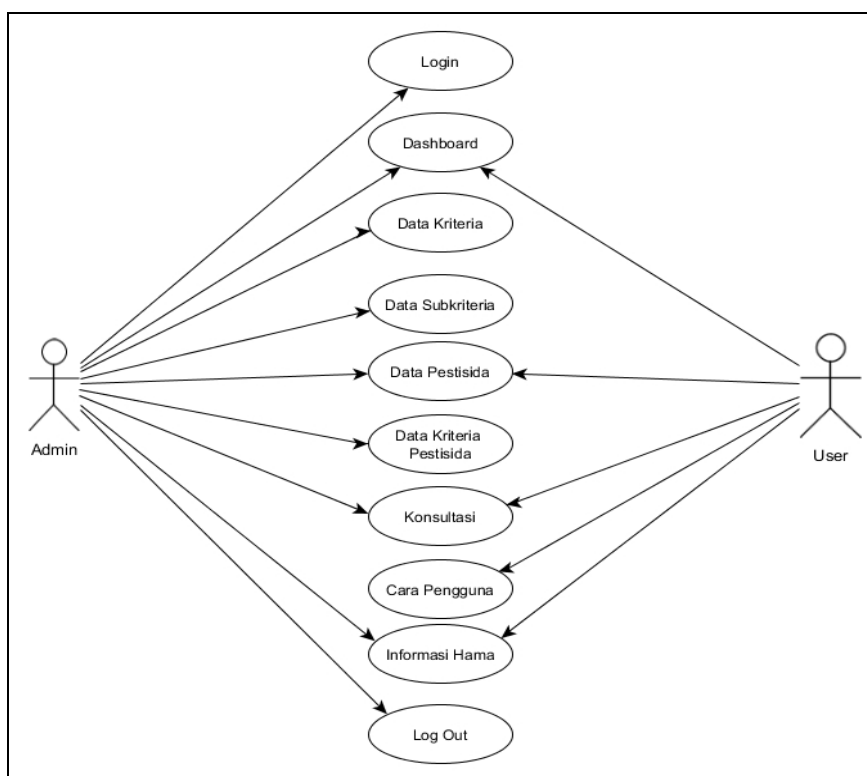 Login
Dashboard
Data Kriteria
Data Subkriteria
Data Pestisida
Admin
User
Data Kriteria
Pestisida
Konsultasi
Cara Pengguna
Informasi Hama
Log Out